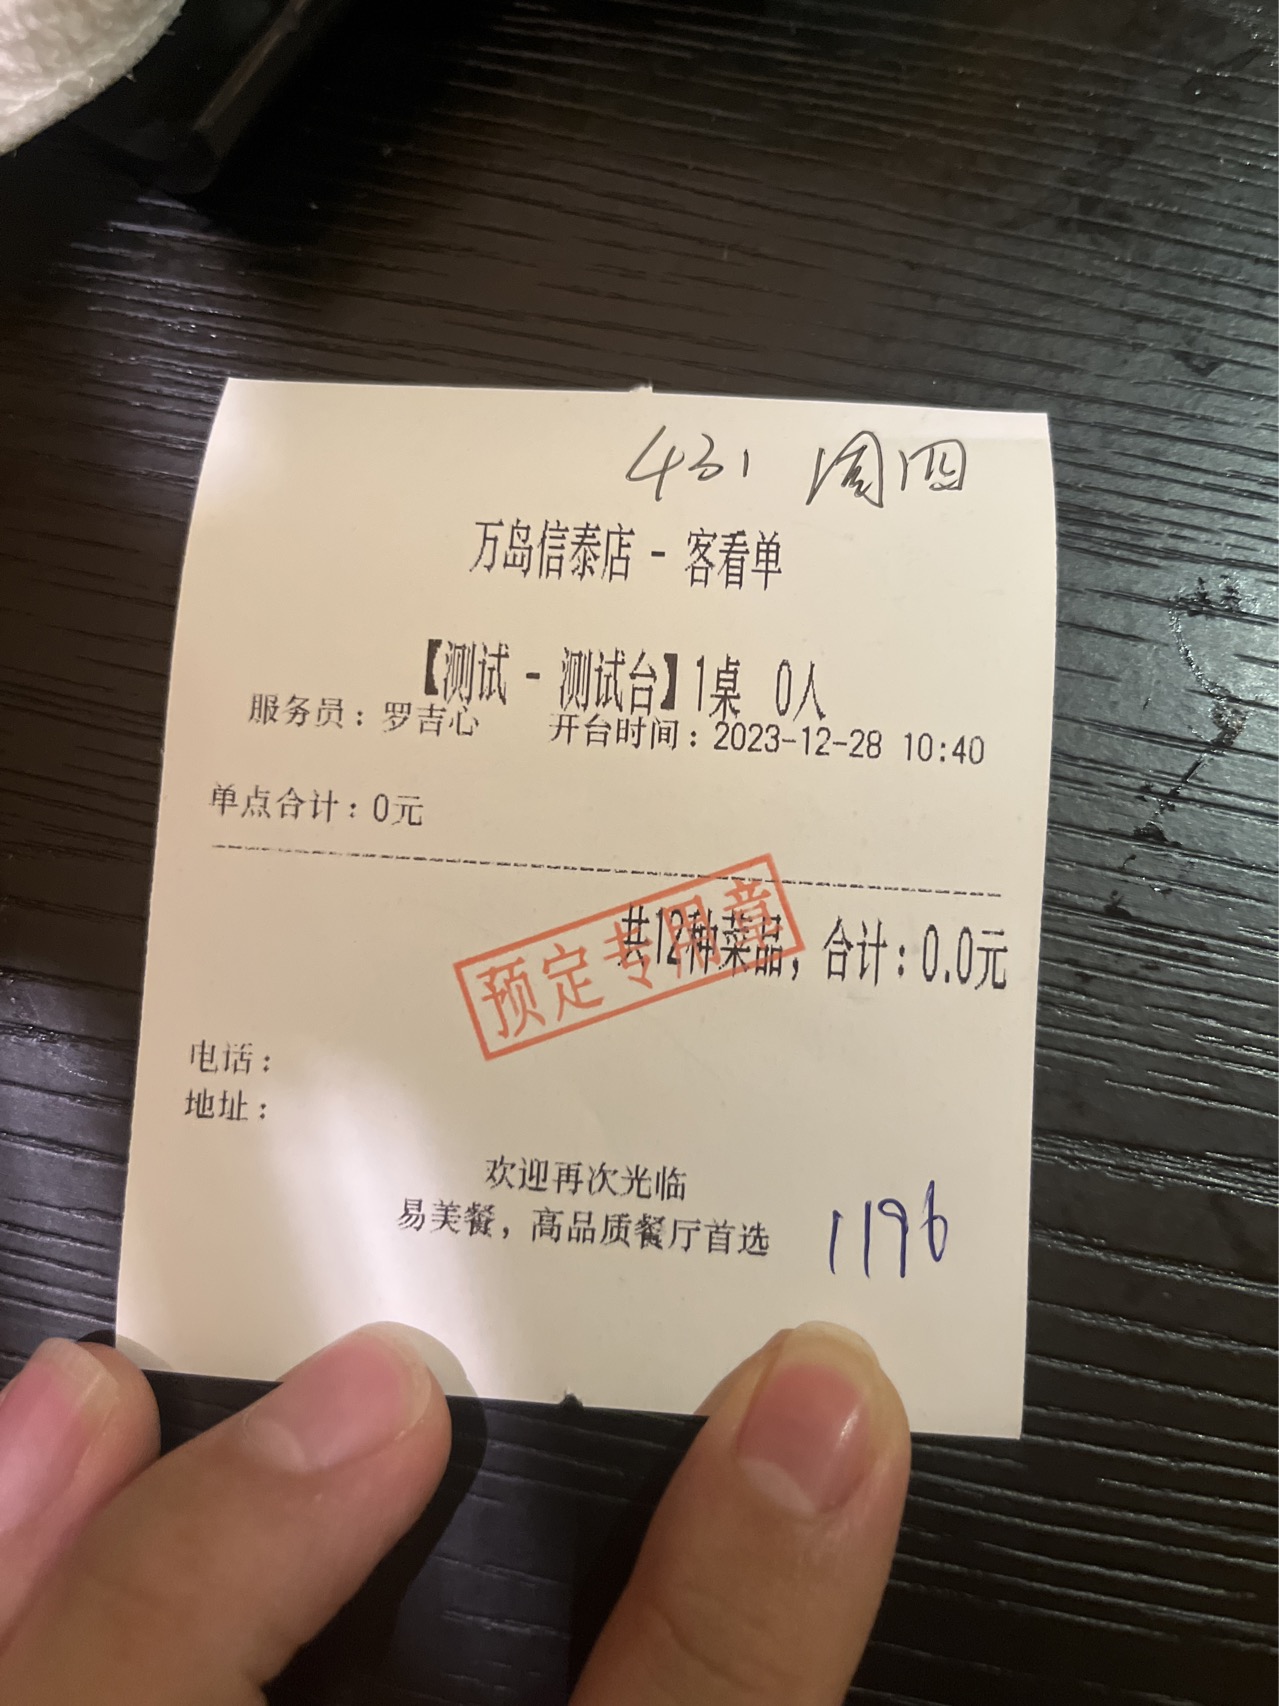 431 周四
万岛信泰店 - 客看单
【测试 - 测试台】1桌 0人
服务员：罗吉心 开台时间：2023-12-28 10:40
单点合计：0元
共12种菜品，合计：0.0元
预定专用章
电话：
地址：
欢迎再次光临
易美餐，高品质餐厅首选
1196